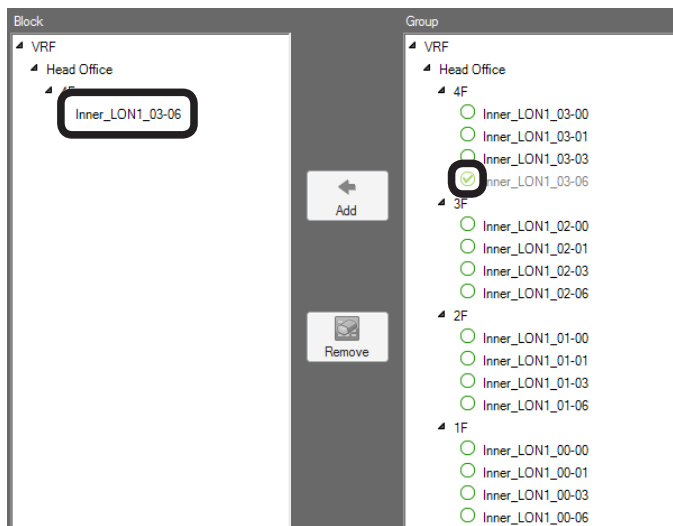 Block
VRF
Head Office
Inner_LON1_03-06
Add
Remove
Group
VRF
Head Office
4F
Inner_LON1_03-00
Inner_LON1_03-01
Inner_LON1_03-03
Inner_LON1_03-06
3F
Inner_LON1_02-00
Inner_LON1_02-01
Inner_LON1_02-03
Inner_LON1_02-06
2F
Inner_LON1_01-00
Inner_LON1_01-01
Inner_LON1_01-03
Inner_LON1_01-06
1F
Inner_LON1_00-00
Inner_LON1_00-01
Inner_LON1_00-03
Inner_LON1_00-06